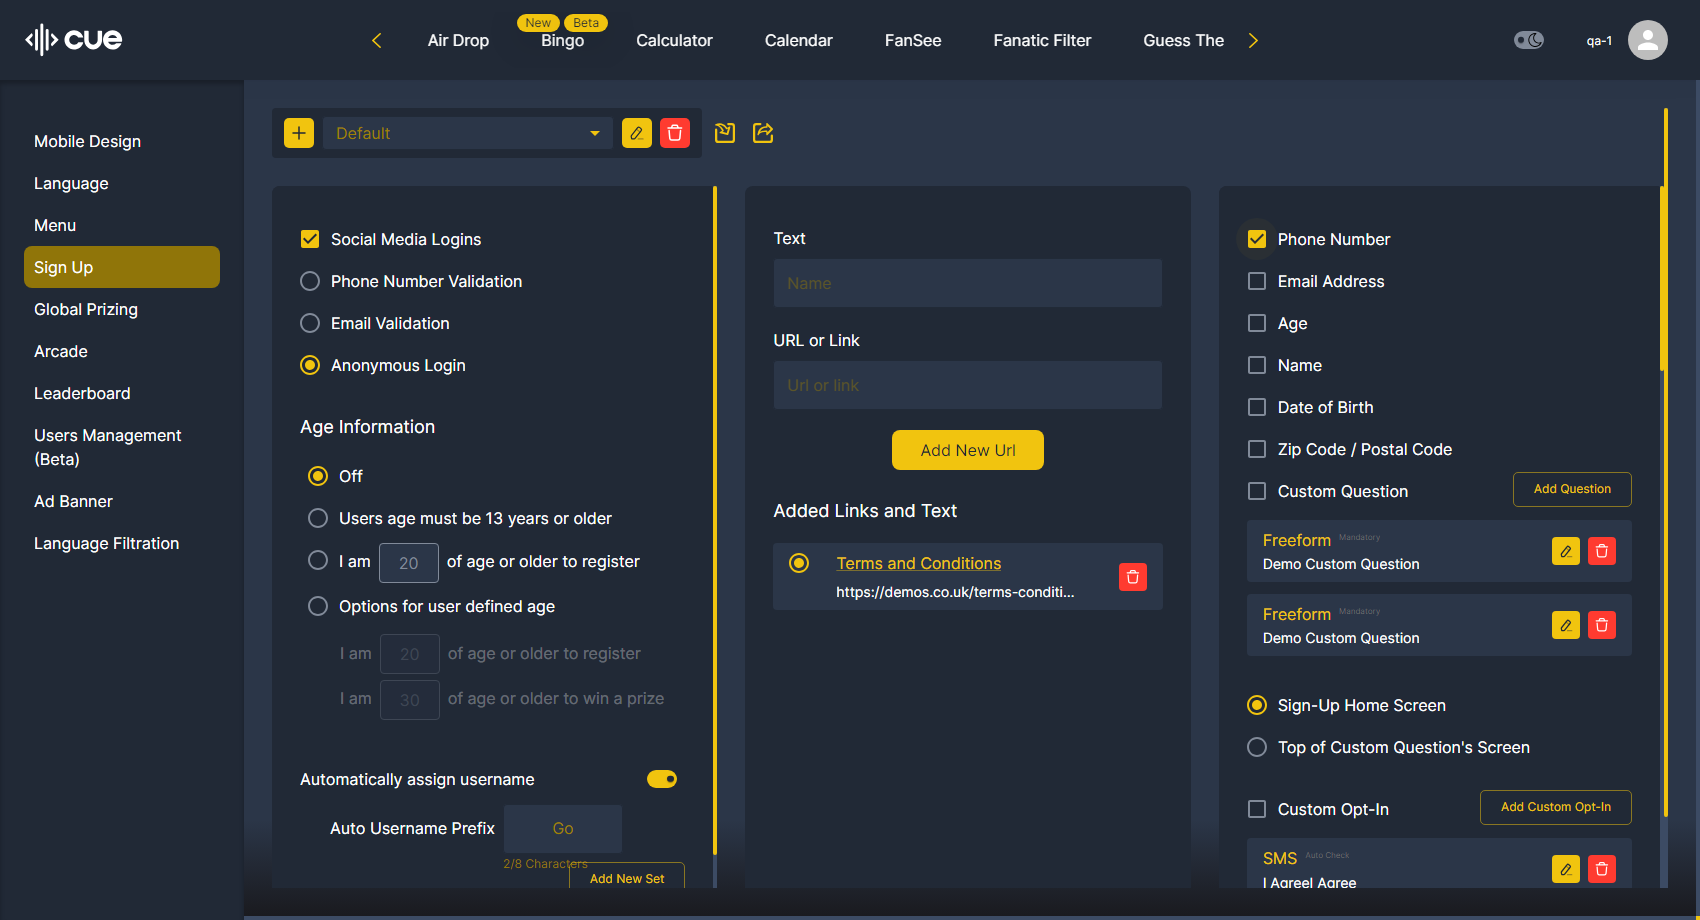 cue
Air Drop
New
Beta
Bingo
Calculator
Calendar
FanSee
Fanatic Filter
Guess The
qa-1
Mobile Design
Language
Menu
Sign Up
Global Prizing
Arcade
Leaderboard
Users Management
(Beta)
Ad Banner
Language Filtration
Default
Social Media Logins
Phone Number Validation
Email Validation
Anonymous Login
Age Information
Off
Users age must be 13 years or older
I am 20 of age or older to register
Options for user defined age
I am 20 of age or older to register
I am 30 of age or older to win a prize
Automatically assign username
Auto Username Prefix Go
2/8 Characters
Add New Set
Text
Name
URL or Link
Url or link
Add New Url
Added Links and Text
Terms and Conditions
https://demos.co.uk/terms-conditi...
Phone Number
Email Address
Age
Name
Date of Birth
Zip Code / Postal Code
Custom Question
Add Question
Freeform Mandatory
Demo Custom Question
Freeform Mandatory
Demo Custom Question
Sign-Up Home Screen
Top of Custom Question's Screen
Custom Opt-In
Add Custom Opt-In
SMS Auto Check
I AgreeI Agree